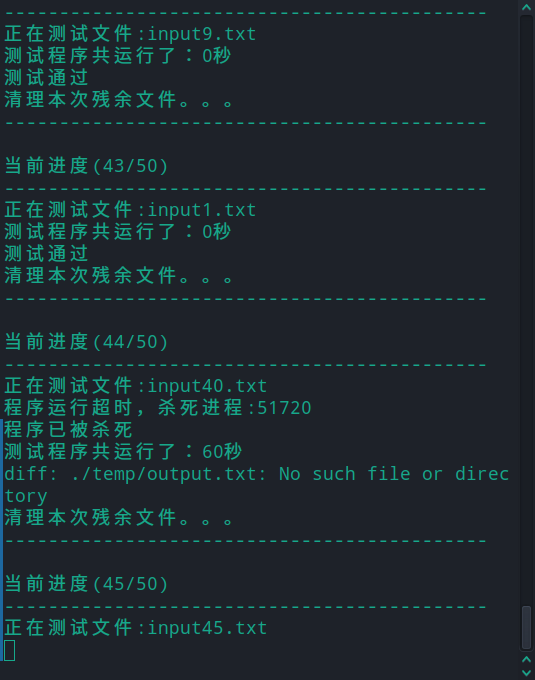 --------------------------------------------
正在测试文件:input9.txt
测试程序共运行了：0秒
测试通过
清理本次残余文件。。。
--------------------------------------------
当前进度(43/50)
--------------------------------------------
正在测试文件:input1.txt
测试程序共运行了：0秒
测试通过
清理本次残余文件。。。
--------------------------------------------
当前进度(44/50)
--------------------------------------------
正在测试文件:input40.txt
程序运行超时，杀死进程:51720
程序已被杀死
测试程序共运行了：60秒
diff: ./temp/output.txt: No such file or direc
tory
清理本次残余文件。。。
--------------------------------------------
当前进度(45/50)
--------------------------------------------
正在测试文件:input45.txt